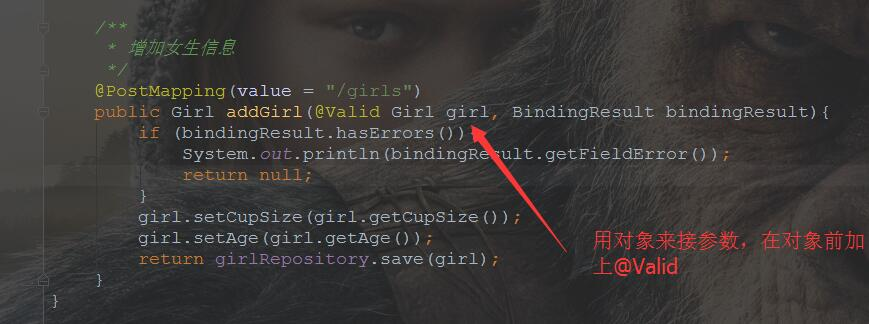 /**
 * 增加女生信息
 */
@PostMapping(value = "/girls")
public Girl addGirl(@Valid Girl girl, BindingResult bindingResult){
if (bindingResult.hasErrors())
System.out.println(bindingResult.getFieldError());
return null;
}
girl.setCupSize(girl.getCupSize());
girl.setAge(girl.getAge());
return girlRepository.save(girl);
}
}
用对象来接参数，在对象前加
上@Valid